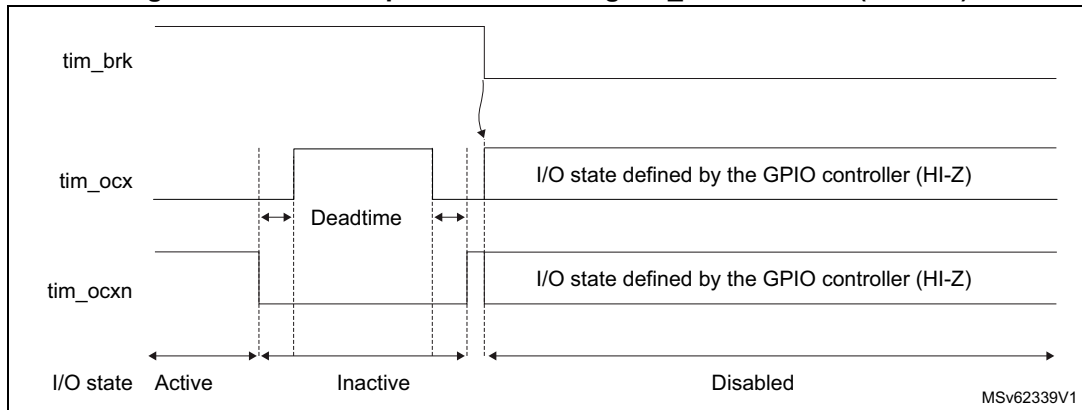 tim_brk
tim_ocx
I/O state defined by the GPIO controller (HI-Z)
Deadtime
tim_ocxn
I/O state defined by the GPIO controller (HI-Z)
I/O state Active Inactive Disabled
MSv62339V1